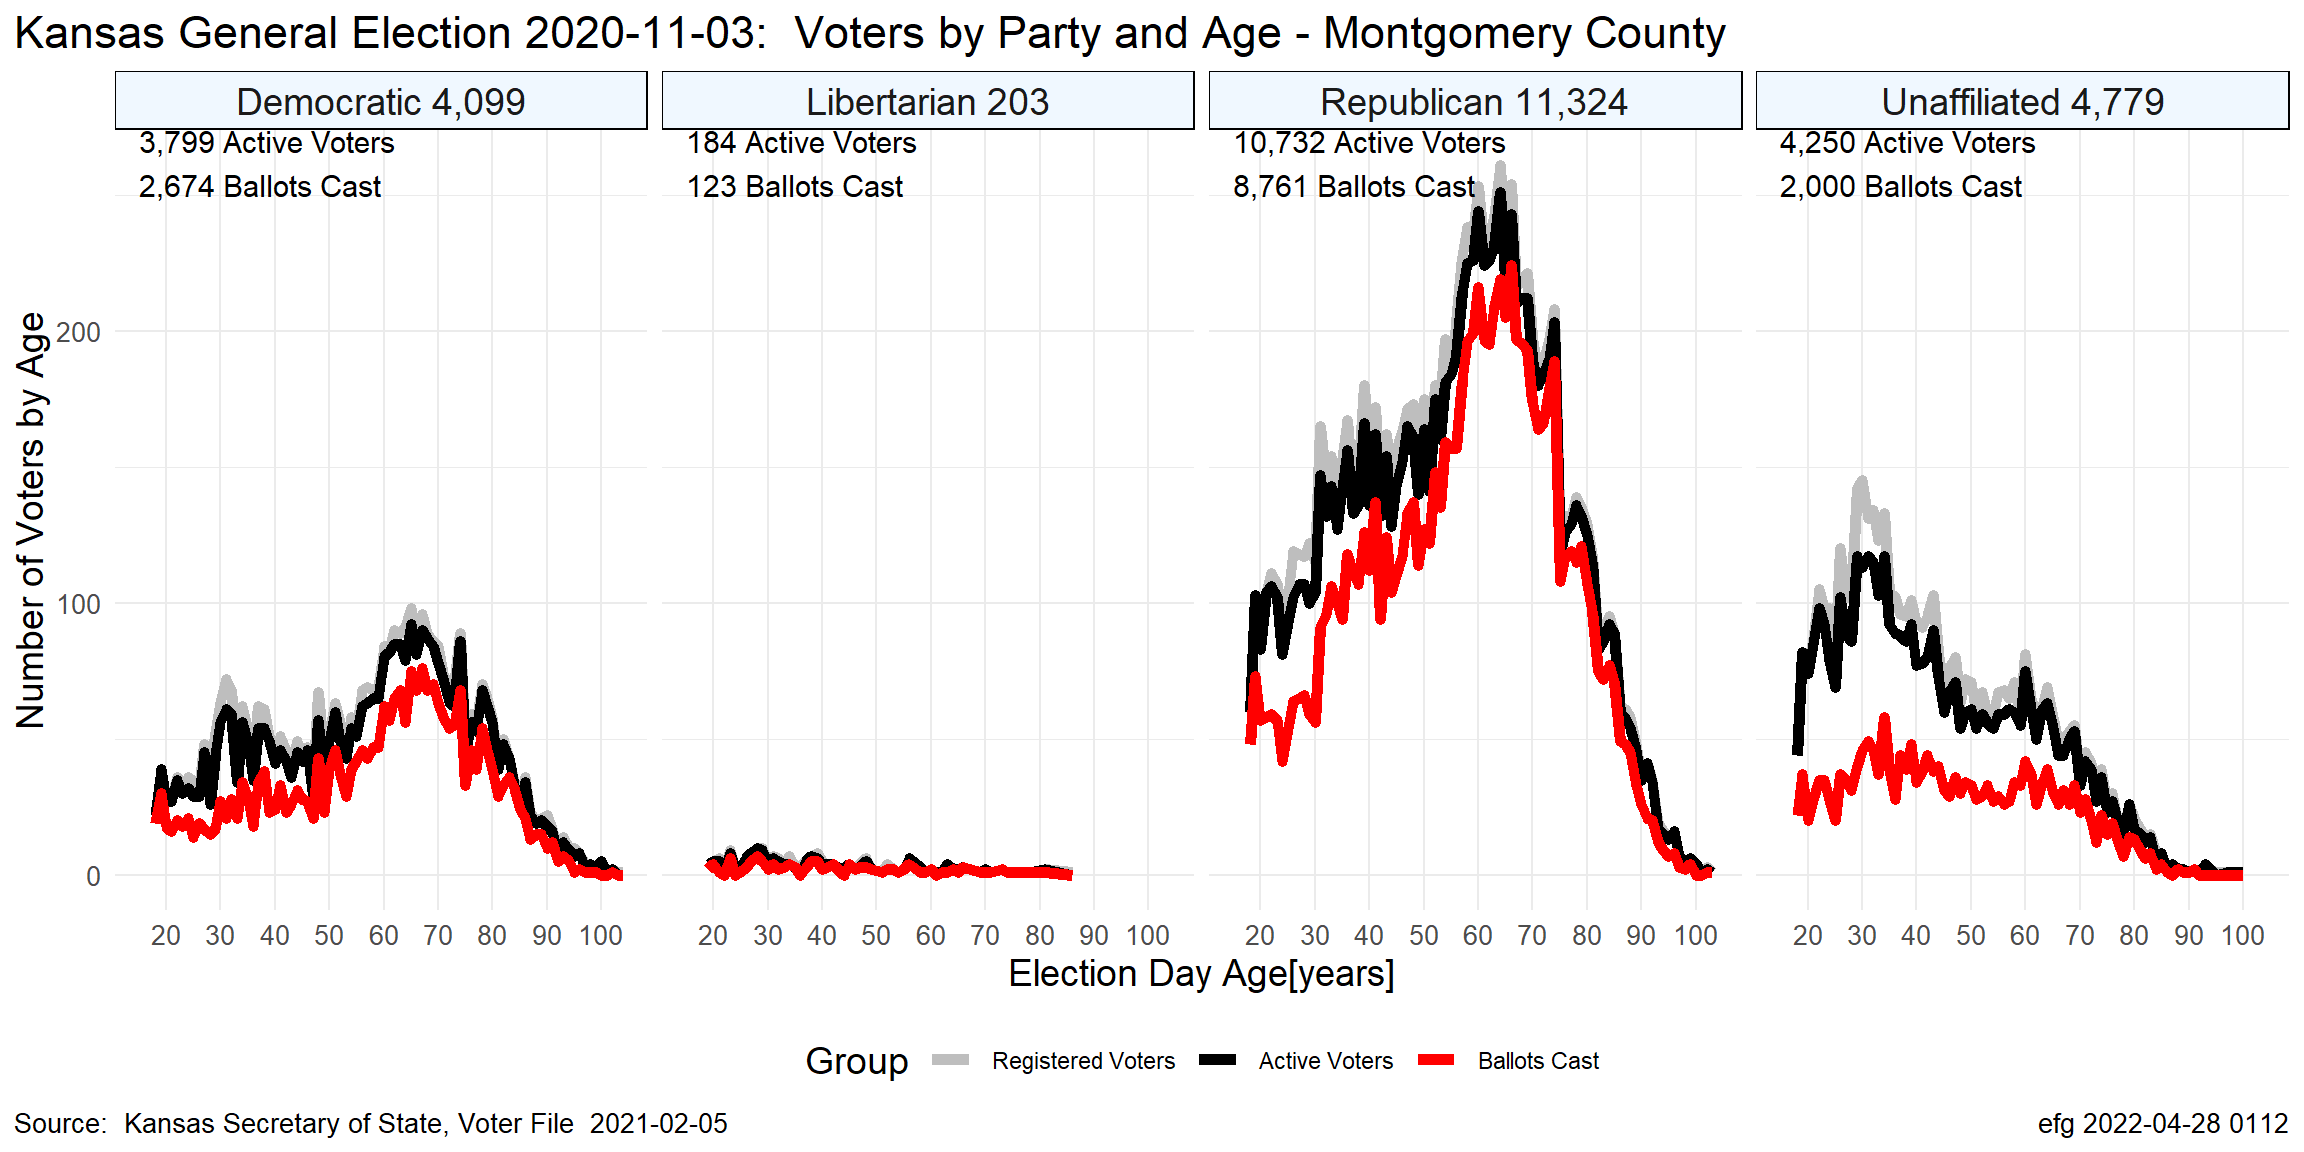 Kansas General Election 2020-11-03:  Voters by Party and Age - Montgomery County
Democratic 4,099
Libertarian 203
Republican 11,324
Unaffiliated 4,779
3,799 Active Voters
2,674 Ballots Cast
184 Active Voters
123 Ballots Cast
10,732 Active Voters
8,761 Ballots Cast
4,250 Active Voters
2,000 Ballots Cast
Number of Voters by Age
200
100
0
20 30 40 50 60 70 80 90 100
20 30 40 50 60 70 80 90 100
20 30 40 50 60 70 80 90 100
20 30 40 50 60 70 80 90 100
Election Day Age[years]
Group Registered Voters Active Voters Ballots Cast
Source:  Kansas Secretary of State, Voter File  2021-02-05
efg 2022-04-28 0112